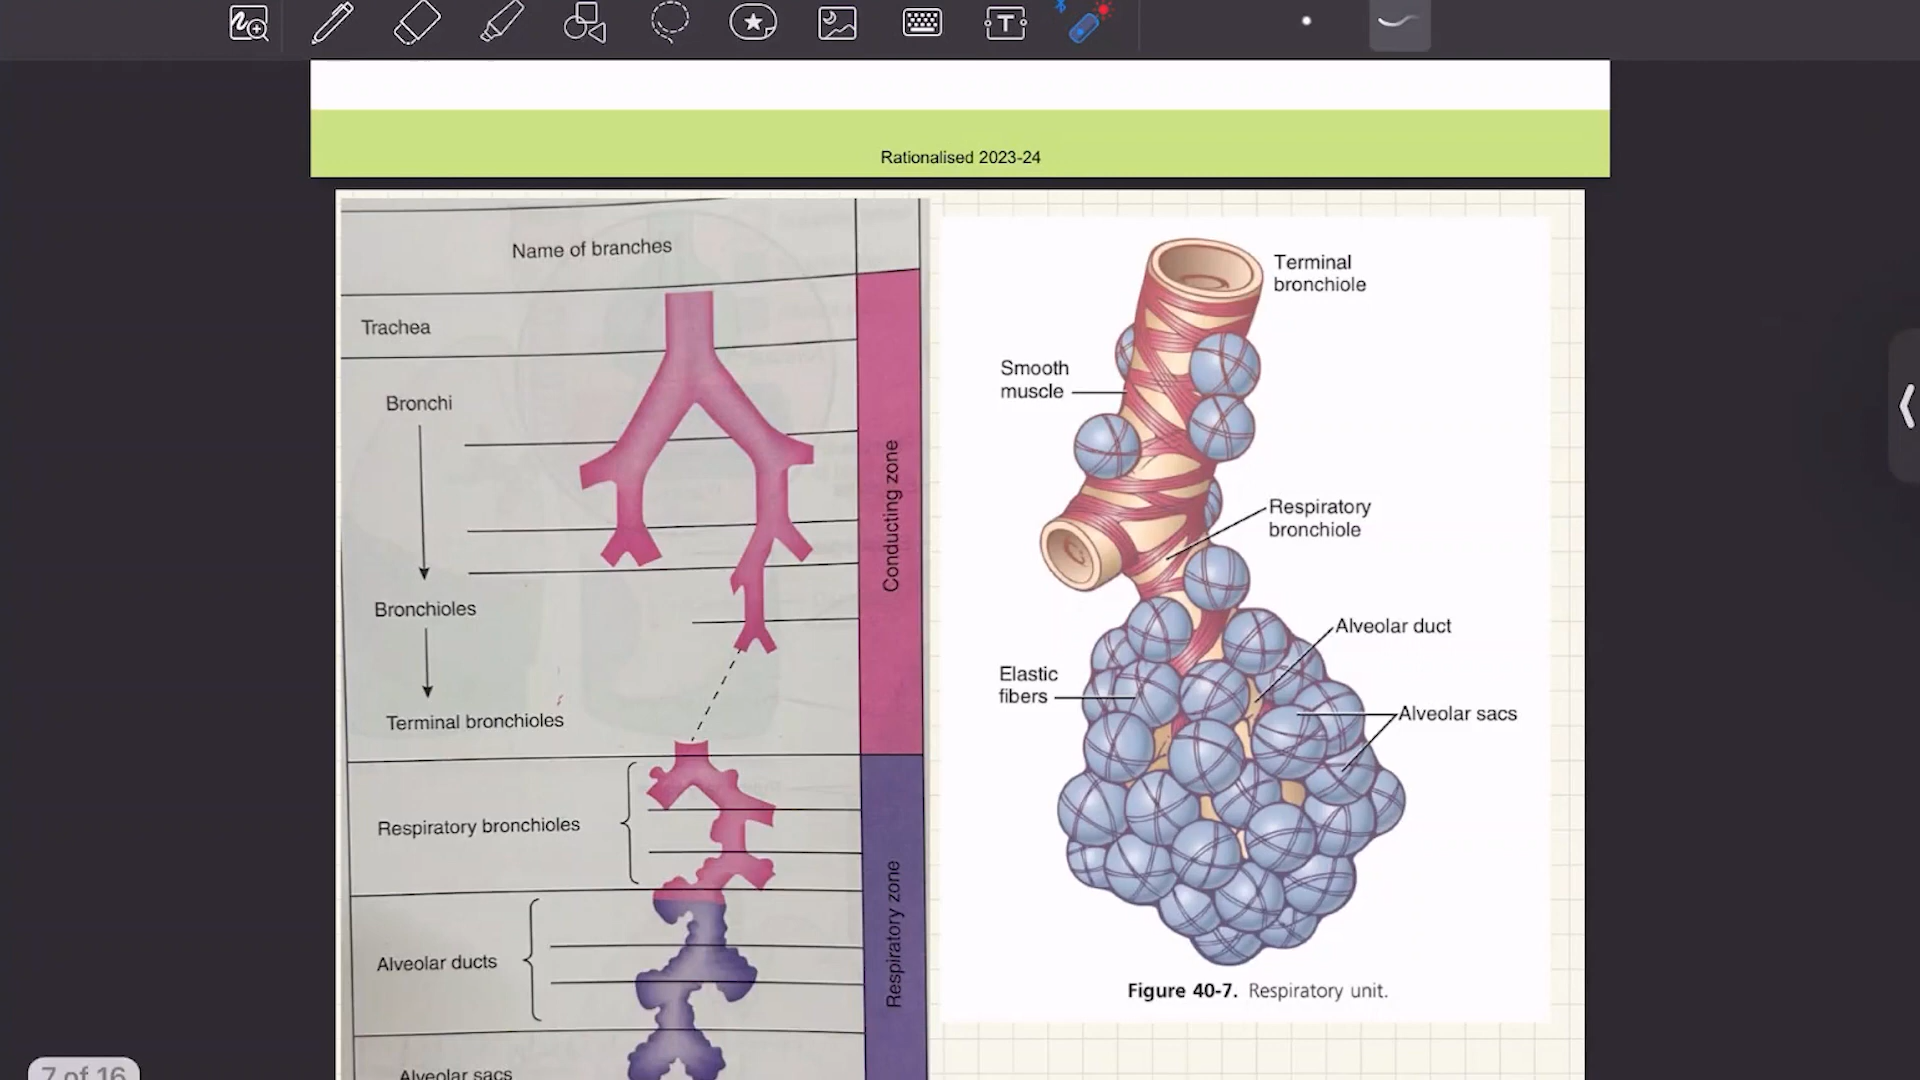 Rationalised 2023-24
Name of branches
Trachea
Bronchi
Bronchioles
Terminal bronchioles
Respiratory bronchioles
Alveolar ducts
Alveolar sacs
Conducting zone
Respiratory zone
Terminal
bronchiole
Smooth
muscle
Respiratory
bronchiole
Alveolar duct
Elastic
fibers
Alveolar sacs
Figure 40-7. Respiratory unit.
T
7 of 16